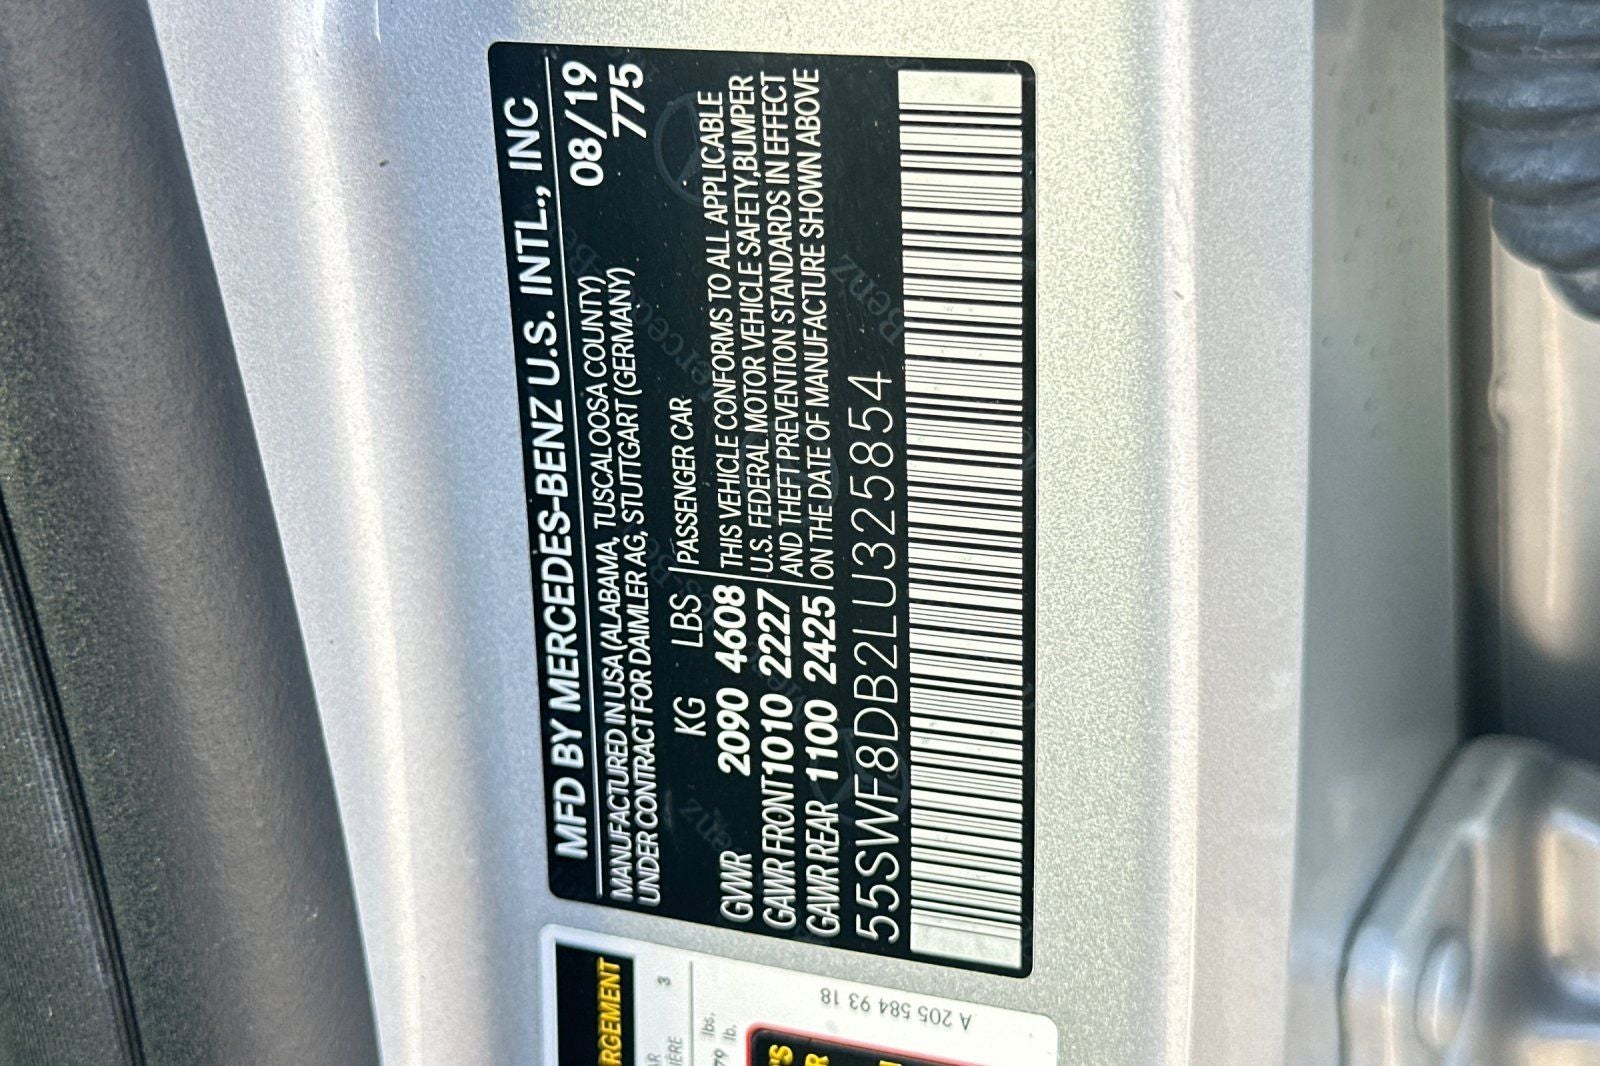 MFD BY MERCEDES-BENZ U.S. INTL., INC
MANUFACTURED IN USA (ALABAMA, TUSCALOOSA COUNTY) 08/19
UNDER CONTRACT FOR DAIMLER AG, STUTTGART (GERMANY) 775
KG LBS PASSENGER CAR
GVWR 2090 4608 THIS VEHICLE CONFORMS TO ALL APPLICABLE
GAWR FRONT 1010 2227 U.S. FEDERAL MOTOR VEHICLE SAFETY, BUMPER
GAWR REAR 1100 2425 AND THEFT PREVENTION STANDARDS IN EFFECT
ON THE DATE OF MANUFACTURE SHOWN ABOVE
55SWF8DB2LU325854
3
lbs.
lb.
A 205 584 93 18